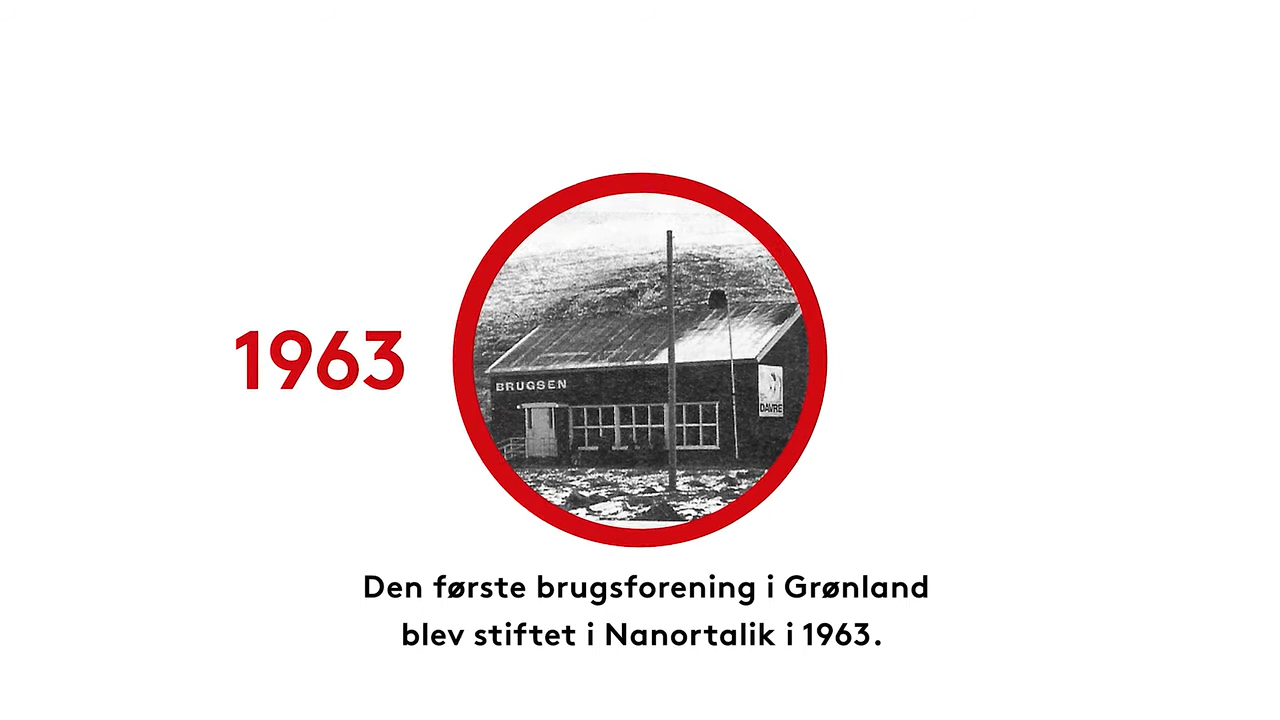 1963
BRUGSEN
DAVRE
Den første brugsforening i Grønland
blev stiftet i Nanortalik i 1963.